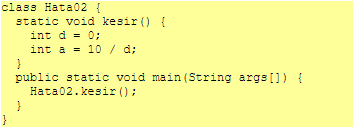 class Hata02 {
  static void kesir() {
    int d = 0;
    int a = 10 / d;
  }
  public static void main(String args[]) {
    Hata02.kesir();
  }
}